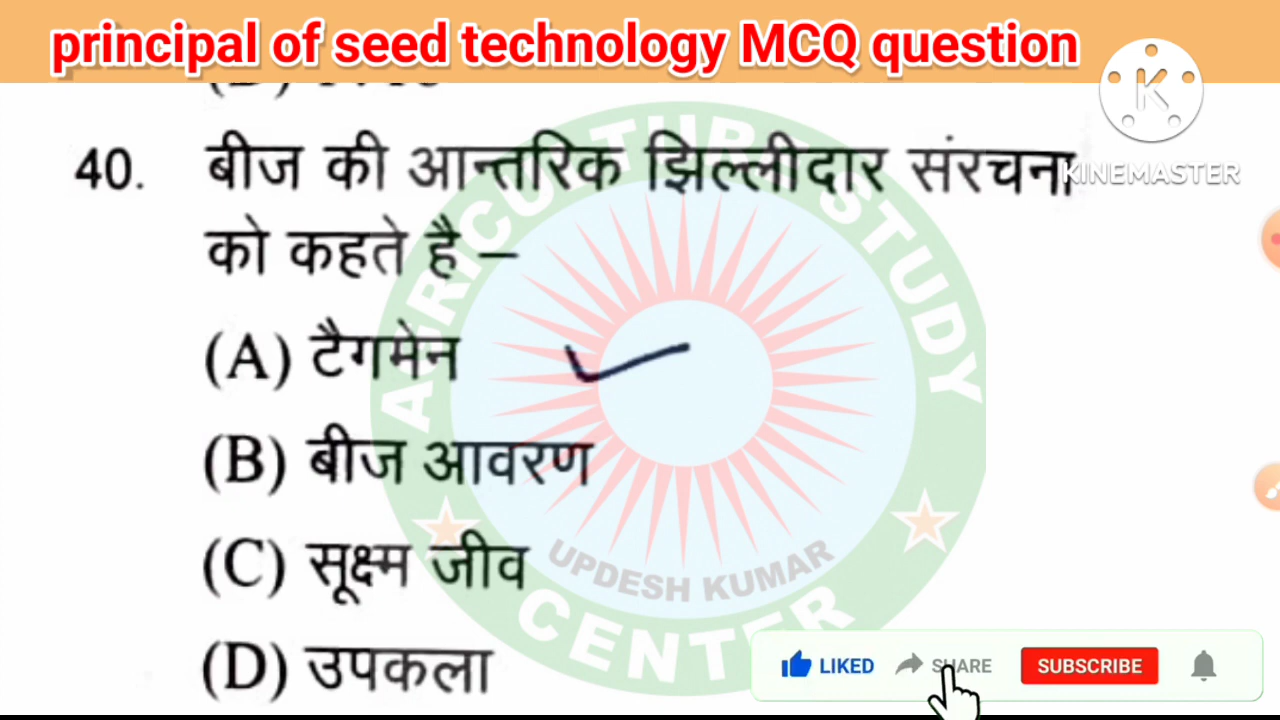 principal of seed technology MCQ question
K
KINEMASTER
40. बीज की आन्तरिक झिल्लीदार संरचना
को कहते है –
(A) टैगमेन
(B) बीज आवरण
(C) सूक्ष्म जीव
(D) उपकला
AGRICULTURE STUDY
UPDESH KUMAR
CENTER
LIKED SHARE SUBSCRIBE